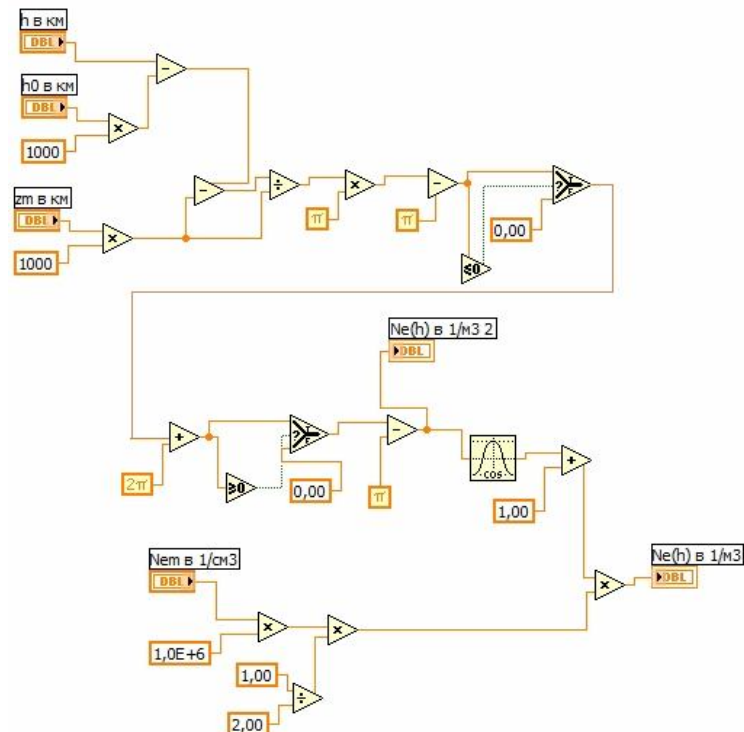 h в км
DBL
h0 в км
DBL
1000
zm в км
DBL
1000
-
×
×
-
÷
×
-
π
π
?
T
F
0,00
≤0
Ne(h) в 1/м3 2
DBL
+
2π
≥0
?
T
F
0,00
-
π
COS
+
1,00
Nem в 1/см3
DBL
×
1,0E+6
×
1,00
÷
2,00
×
Ne(h) в 1/м3
DBL